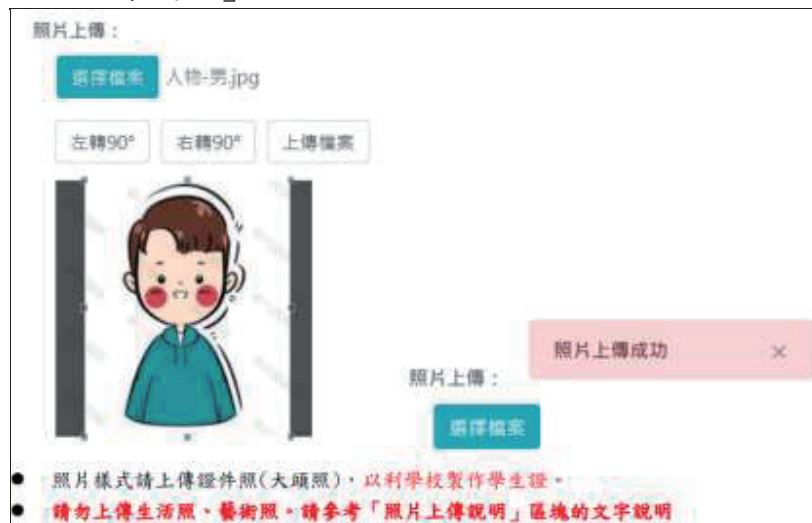 照片上傳：
選擇檔案 人物-男.jpg
左轉90° 右轉90° 上傳檔案
照片上傳成功 ×
照片上傳：
選擇檔案
● 照片樣式請上傳證件照(大頭照)，以利學校製作學生證。
● 請勿上傳生活照、藝術照。請參考「照片上傳說明」區塊的文字說明